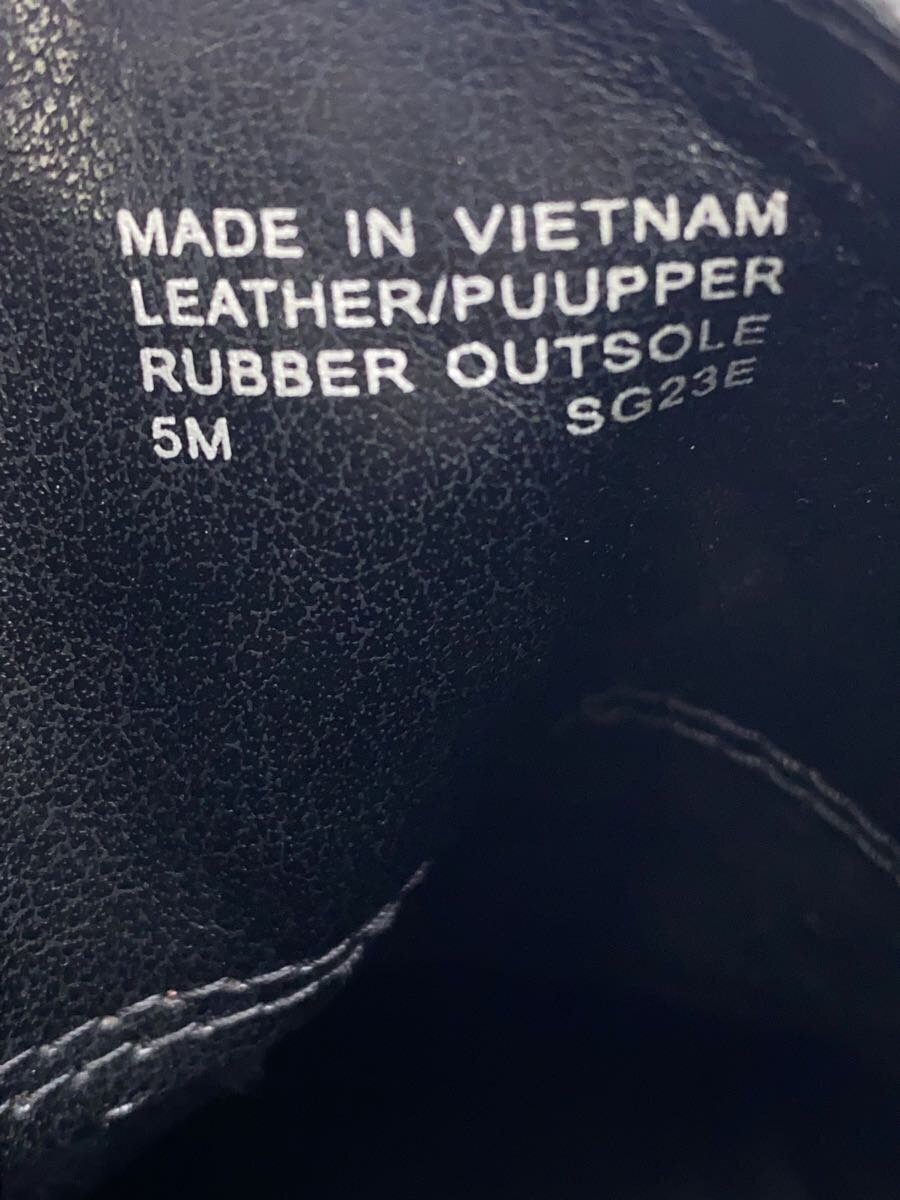 MADE IN VIETNAM
LEATHER/PUUPPER
RUBBER OUTSOLE
5M SG23E